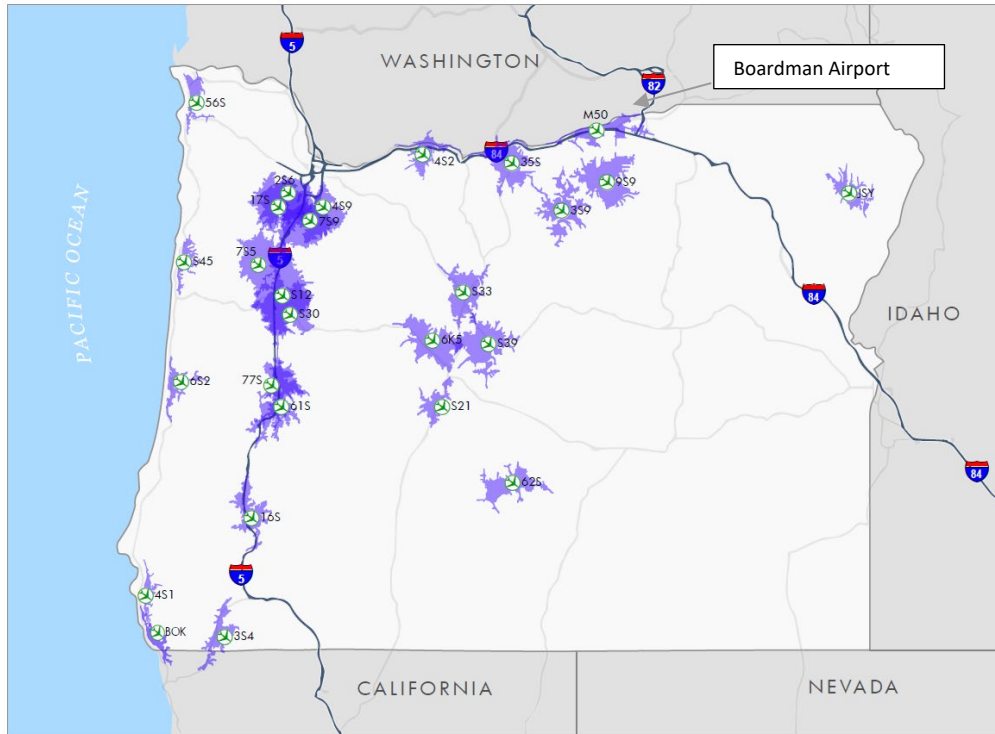 5
WASHINGTON
Boardman Airport
82
56S
M50
4S2
84
35S
2S6
9S9
JSY
17S
4S9
3S9
7S9
PACIFIC OCEAN
7S5
5
S45
S33
84
S12
IDAHO
S30
6K5
S39
6S2
77S
61S
S21
84
62S
16S
5
4S1
BOK
3S4
CALIFORNIA
NEVADA